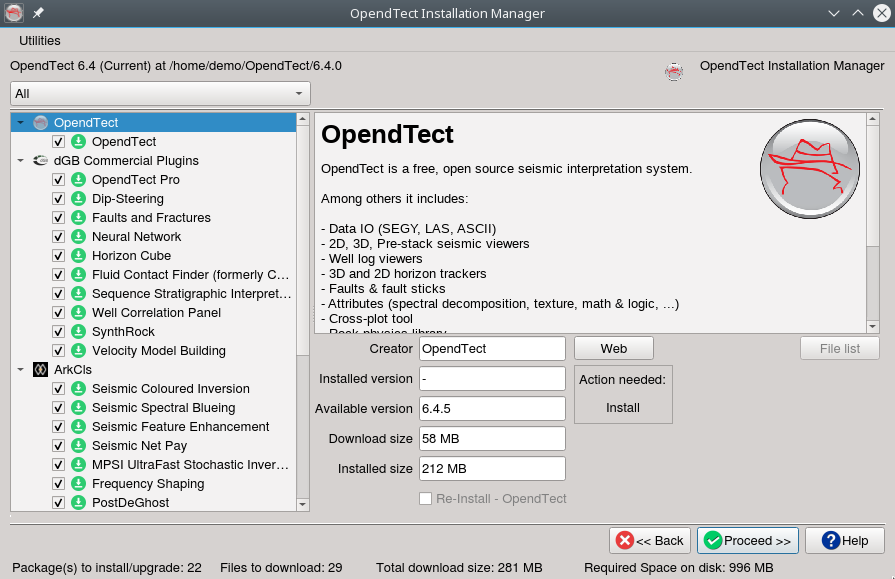 OpendTect Installation Manager
Utilities
OpendTect 6.4 (Current) at /home/demo/OpendTect/6.4.0
OpendTect Installation Manager
All
OpendTect
OpendTect
dGB Commercial Plugins
OpendTect Pro
Dip-Steering
Faults and Fractures
Neural Network
Horizon Cube
Fluid Contact Finder (formerly C...
Sequence Stratigraphic Interpret...
Well Correlation Panel
SynthRock
Velocity Model Building
ArkCls
Seismic Coloured Inversion
Seismic Spectral Blueing
Seismic Feature Enhancement
Seismic Net Pay
MPSI UltraFast Stochastic Inver...
Frequency Shaping
PostDeGhost
OpendTect
OpendTect is a free, open source seismic interpretation system.
Among others it includes:
- Data IO (SEGY, LAS, ASCII)
- 2D, 3D, Pre-stack seismic viewers
- Well log viewers
- 3D and 2D horizon trackers
- Faults & fault sticks
- Attributes (spectral decomposition, texture, math & logic, ...)
- Cross-plot tool
- Rock physics library
Creator OpendTect Web File list
Installed version - Action needed:
Available version 6.4.5 Install
Download size 58 MB
Installed size 212 MB
Re-Install - OpendTect
<< Back Proceed >> Help
Package(s) to install/upgrade: 22 Files to download: 29 Total download size: 281 MB Required Space on disk: 996 MB